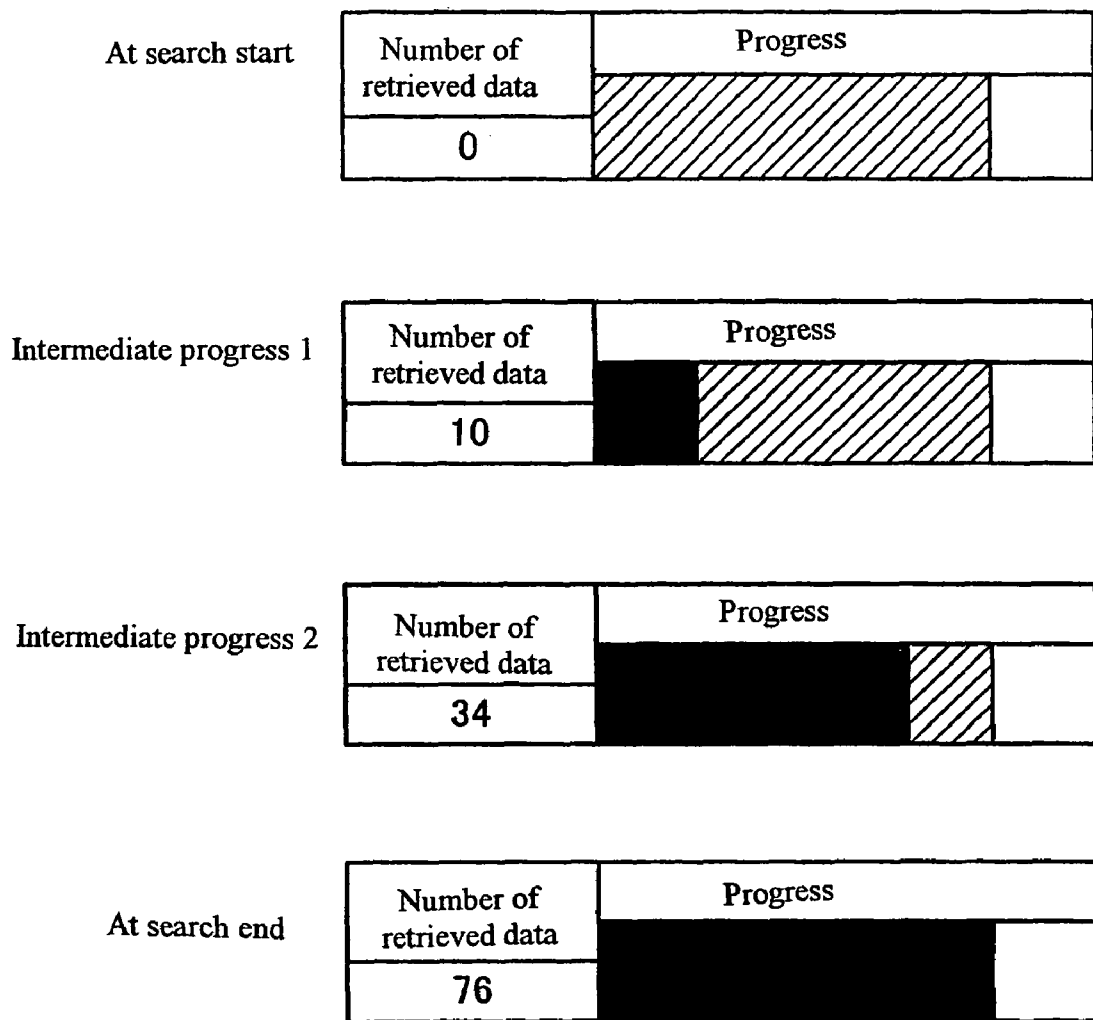 At search start
Number of
retrieved data
Progress
0
Intermediate progress 1
Number of
retrieved data
Progress
10
Intermediate progress 2
Number of
retrieved data
Progress
34
At search end
Number of
retrieved data
Progress
76